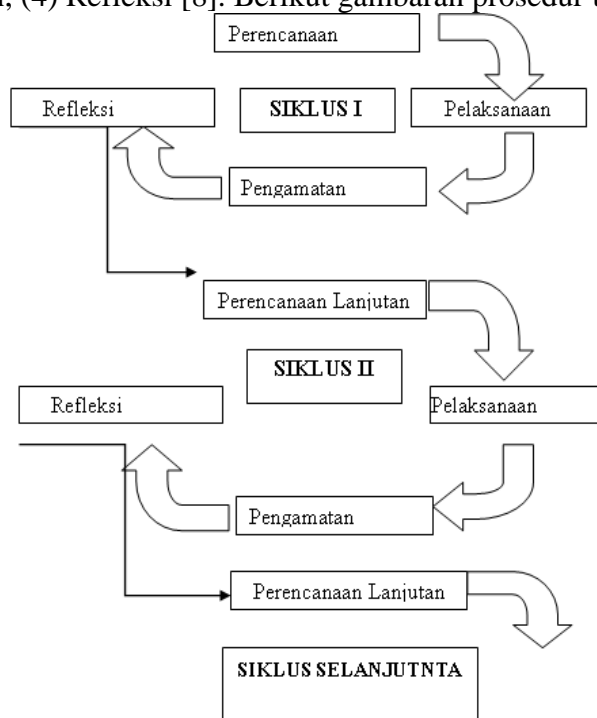 , (4) Refleksi [8]. Berikut gambaran prosedur
Perencanaan
Refleksi
SIKLUS I
Pelaksanaan
Pengamatan
Perencanaan Lanjutan
SIKLUS II
Refleksi
Pelaksanaan
Pengamatan
Perencanaan Lanjutan
SIKLUS SELANJUTNTA